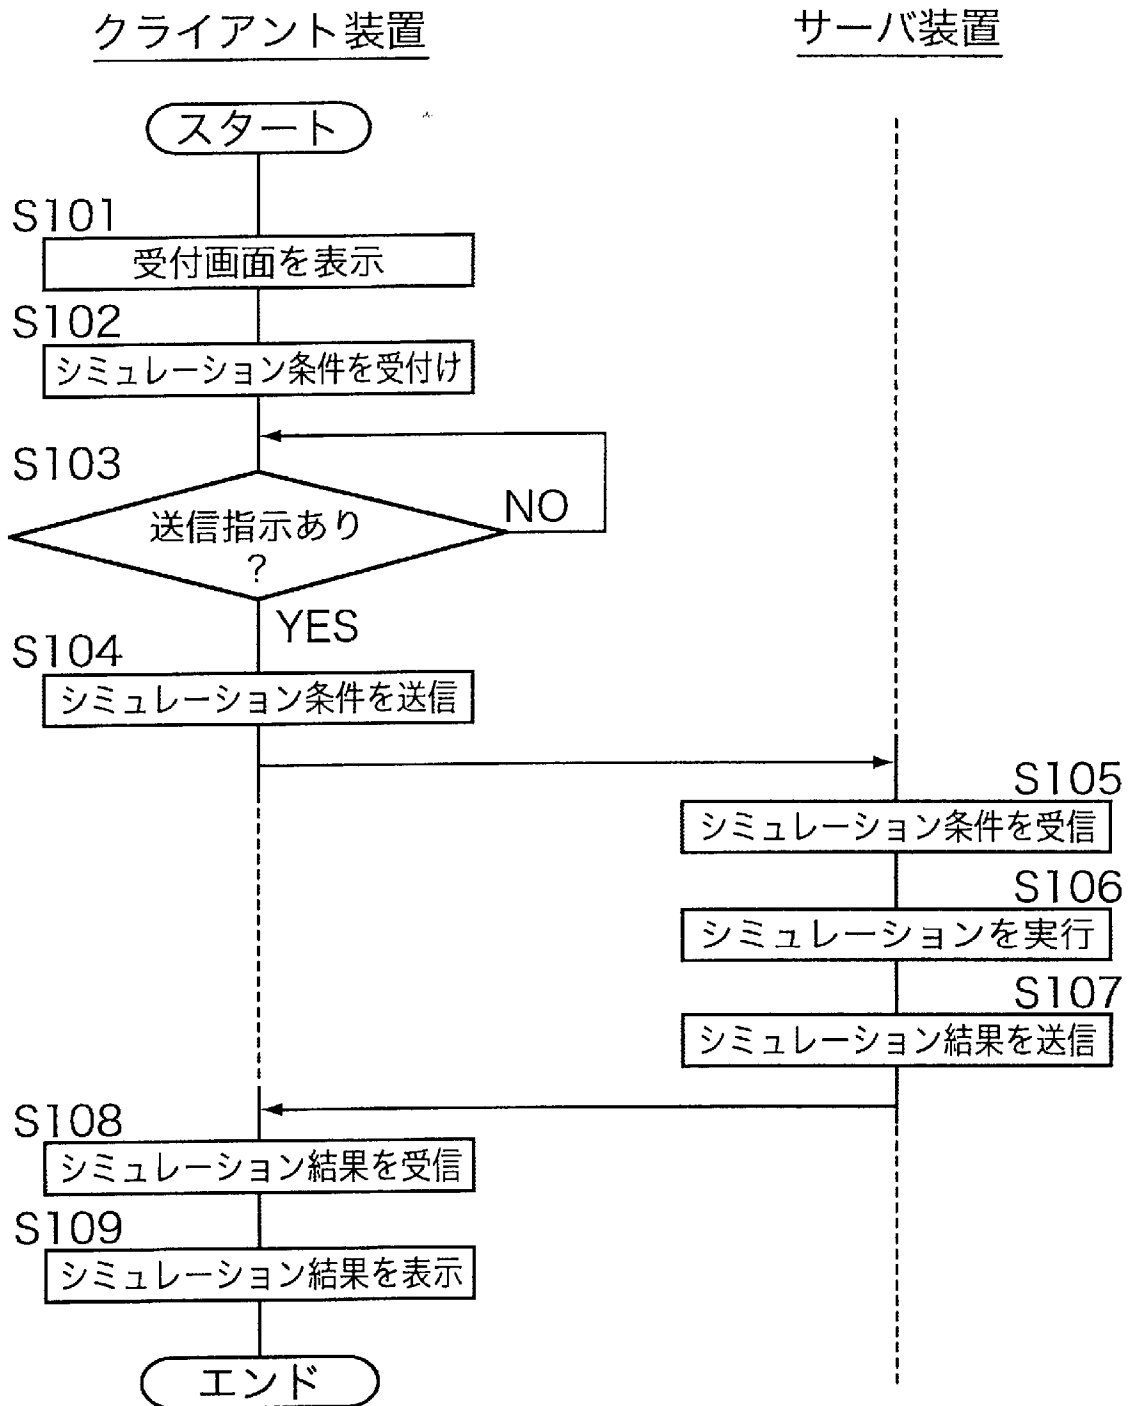 クライアント装置
サーバ装置
スタート
S101
受付画面を表示
S102
シミュレーション条件を受付け
S103
送信指示あり
?
NO
YES
S104
シミュレーション条件を送信
S105
シミュレーション条件を受信
S106
シミュレーションを実行
S107
シミュレーション結果を送信
S108
シミュレーション結果を受信
S109
シミュレーション結果を表示
エンド